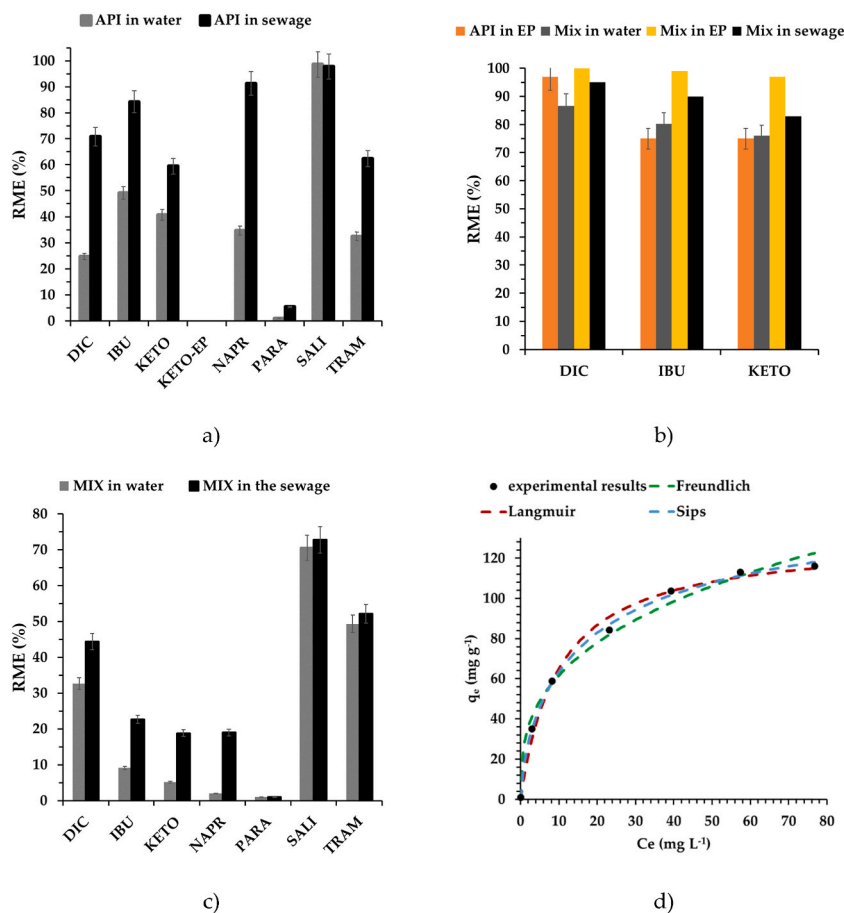 API in water API in sewage
RME (%)
100
90
80
70
60
50
40
30
20
10
0
DIC IBU KETO KETO-EP NAPR PARA SALI TRAM
a)
API in EP Mix in water Mix in EP Mix in sewage
RME (%)
100
90
80
70
60
50
40
30
20
10
0
DIC IBU KETO
b)
MIX in water MIX in the sewage
RME (%)
80
70
60
50
40
30
20
10
0
DIC IBU KETO NAPR PARA SALI TRAM
c)
experimental results Freundlich
Langmuir Sips
qe (mg g-1)
120
100
80
60
40
20
0
0 10 20 30 40 50 60 70 80
Ce (mg L-1)
d)